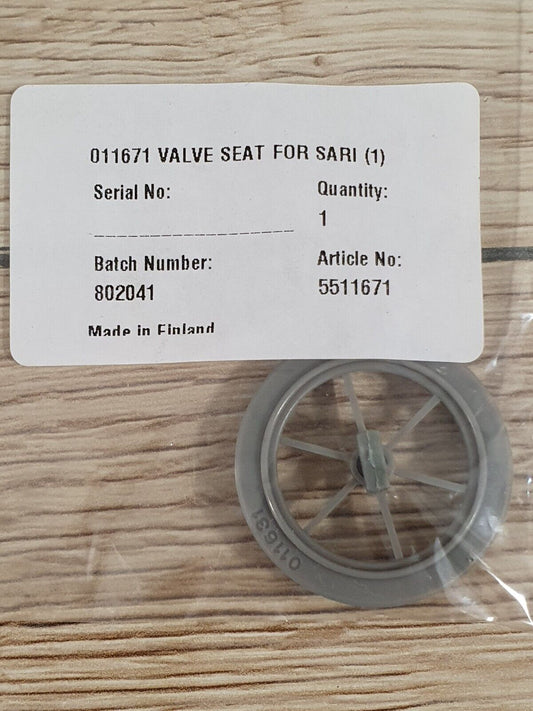 011671 VALVE SEAT FOR SARI (1)
Serial No:
Quantity:
1
Batch Number:
802041
Article No:
5511671
Made in Finland
011631